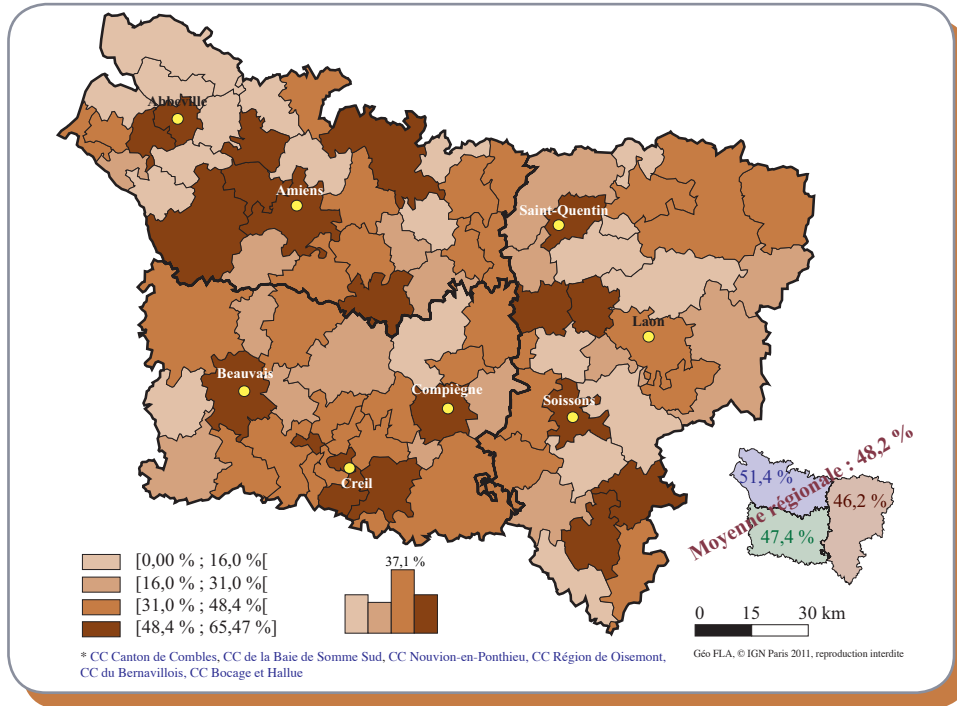 Abbeville
Amiens
Saint-Quentin
Laon
Beauvais
Compiègne
Soissons
Creil
Moyenne régionale : 48,2 %
51,4 %
46,2 %
47,4 %
[0,00 % ; 16,0 %[
[16,0 % ; 31,0 %[
[31,0 % ; 48,4 %[
[48,4 % ; 65,47 %]
37,1 %
0 15 30 km
* CC Canton de Combles, CC de la Baie de Somme Sud, CC Nouvion-en-Ponthieu, CC Région de Oisemont,
CC du Bernavillois, CC Bocage et Hallue
Géo FLA, © IGN Paris 2011, reproduction interdite